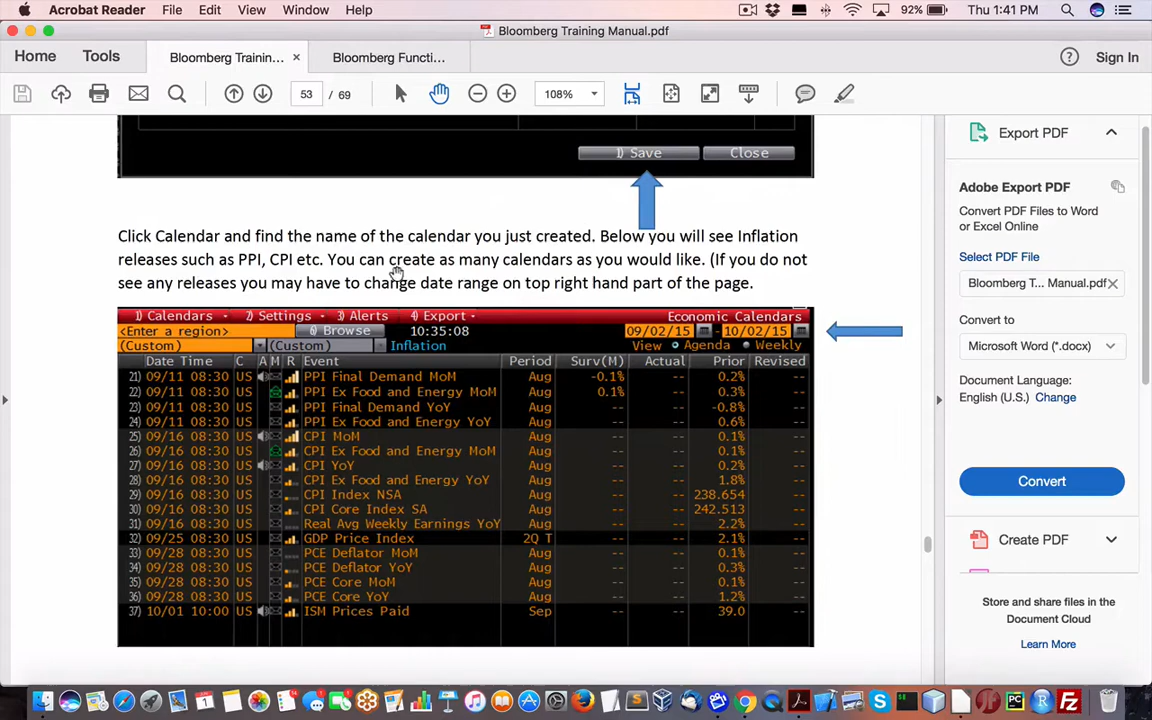 Acrobat Reader File Edit View Window Help 92% Thu 1:41 PM
Bloomberg Training Manual.pdf
Home Tools Bloomberg Trainin... × Bloomberg Functi... ? Sign In
53 / 69 108%
1) Save Close
Click Calendar and find the name of the calendar you just created. Below you will see Inflation
releases such as PPI, CPI etc. You can create as many calendars as you would like. (If you do not
see any releases you may have to change date range on top right hand part of the page.
1) Calendars 2) Settings 3) Alerts 4) Export Economic Calendars
<Enter a region> 6) Browse 10:35:08 09/02/15 - 10/02/15
(Custom) (Custom) Inflation View Agenda Weekly
Date Time C A M R Event Period Surv(M) Actual Prior Revised
21) 09/11 08:30 US PPI Final Demand MoM Aug -0.1% -- 0.2% --
22) 09/11 08:30 US PPI Ex Food and Energy MoM Aug 0.1% -- 0.3% --
23) 09/11 08:30 US PPI Final Demand YoY Aug -- -- -0.8% --
24) 09/11 08:30 US PPI Ex Food and Energy YoY Aug -- -- 0.6% --
25) 09/16 08:30 US CPI MoM Aug -- -- 0.1% --
26) 09/16 08:30 US CPI Ex Food and Energy MoM Aug -- -- 0.1% --
27) 09/16 08:30 US CPI YoY Aug -- -- 0.2% --
28) 09/16 08:30 US CPI Ex Food and Energy YoY Aug -- -- 1.8% --
29) 09/16 08:30 US CPI Index NSA Aug -- -- 238.654 --
30) 09/16 08:30 US CPI Core Index SA Aug -- -- 242.513 --
31) 09/16 08:30 US Real Avg Weekly Earnings YoY Aug -- -- 2.2% --
32) 09/25 08:30 US GDP Price Index 2Q T -- -- 2.1% --
33) 09/28 08:30 US PCE Deflator MoM Aug -- -- 0.1% --
34) 09/28 08:30 US PCE Deflator YoY Aug -- -- 0.3% --
35) 09/28 08:30 US PCE Core MoM Aug -- -- 0.1% --
36) 09/28 08:30 US PCE Core YoY Aug -- -- 1.2% --
37) 10/01 10:00 US ISM Prices Paid Sep -- -- 39.0 --
Export PDF
Adobe Export PDF
Convert PDF Files to Word
or Excel Online
Select PDF File
Bloomberg T... Manual.pdf
Convert to
Microsoft Word (*.docx)
Document Language:
English (U.S.) Change
Convert
Create PDF
Store and share files in the
Document Cloud
Learn More